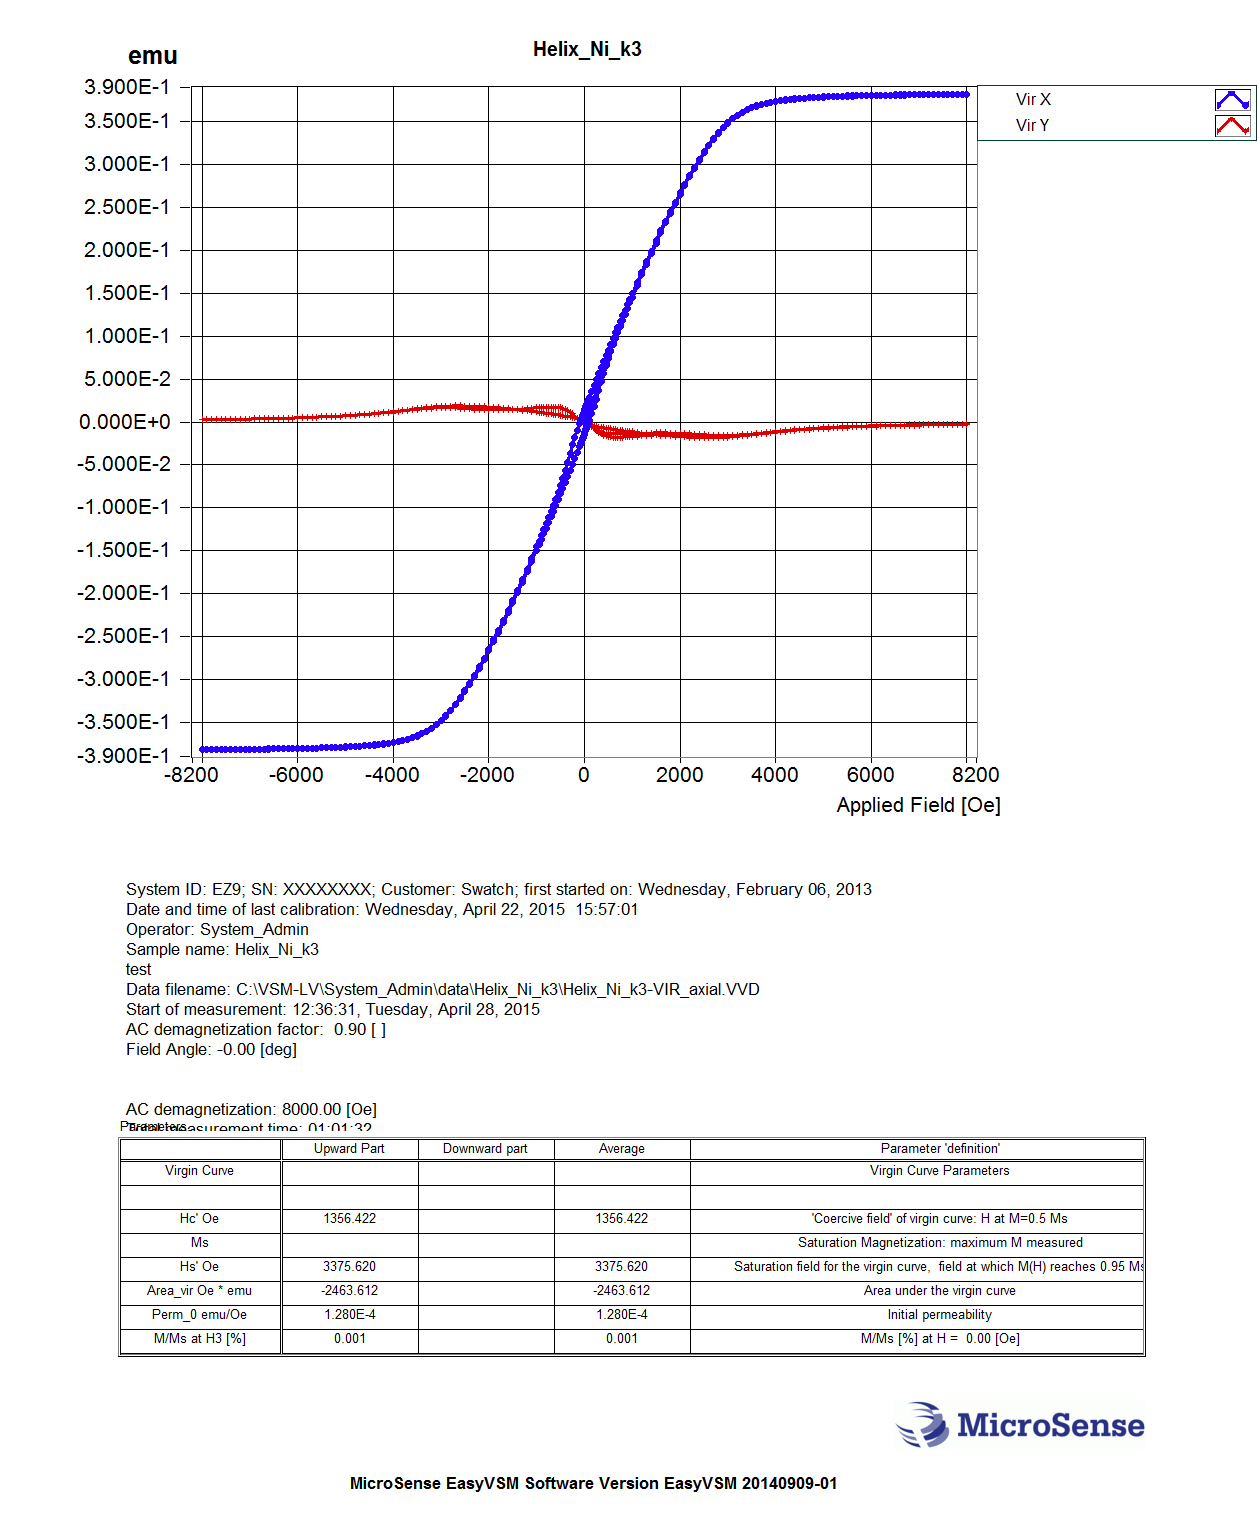 emu
Helix_Ni_k3
3.900E-1
3.500E-1
3.000E-1
2.500E-1
2.000E-1
1.500E-1
1.000E-1
5.000E-2
0.000E+0
-5.000E-2
-1.000E-1
-1.500E-1
-2.000E-1
-2.500E-1
-3.000E-1
-3.500E-1
-3.900E-1
-8200 -6000 -4000 -2000 0 2000 4000 6000 8200
Applied Field [Oe]
Vir X
Vir Y
System ID: EZ9; SN: XXXXXXXX; Customer: Swatch; first started on: Wednesday, February 06, 2013
Date and time of last calibration: Wednesday, April 22, 2015 15:57:01
Operator: System_Admin
Sample name: Helix_Ni_k3
test
Data filename: C:\VSM-LV\System_Admin\data\Helix_Ni_k3\Helix_Ni_k3-VIR_axial.VVD
Start of measurement: 12:36:31, Tuesday, April 28, 2015
AC demagnetization factor: 0.90 [ ]
Field Angle: -0.00 [deg]
AC demagnetization: 8000.00 [Oe]
Total measurement time: 01:01:32
Parameters
Upward Part Downward part Average Parameter 'definition'
Virgin Curve Virgin Curve Parameters
Hc' Oe 1356.422 1356.422 'Coercive field' of virgin curve: H at M=0.5 Ms
Ms Saturation Magnetization: maximum M measured
Hs' Oe 3375.620 3375.620 Saturation field for the virgin curve, field at which M(H) reaches 0.95 Ms
Area_vir Oe * emu -2463.612 -2463.612 Area under the virgin curve
Perm_0 emu/Oe 1.280E-4 1.280E-4 Initial permeability
M/Ms at H3 [%] 0.001 0.001 M/Ms [%] at H = 0.00 [Oe]
MicroSense
MicroSense EasyVSM Software Version EasyVSM 20140909-01